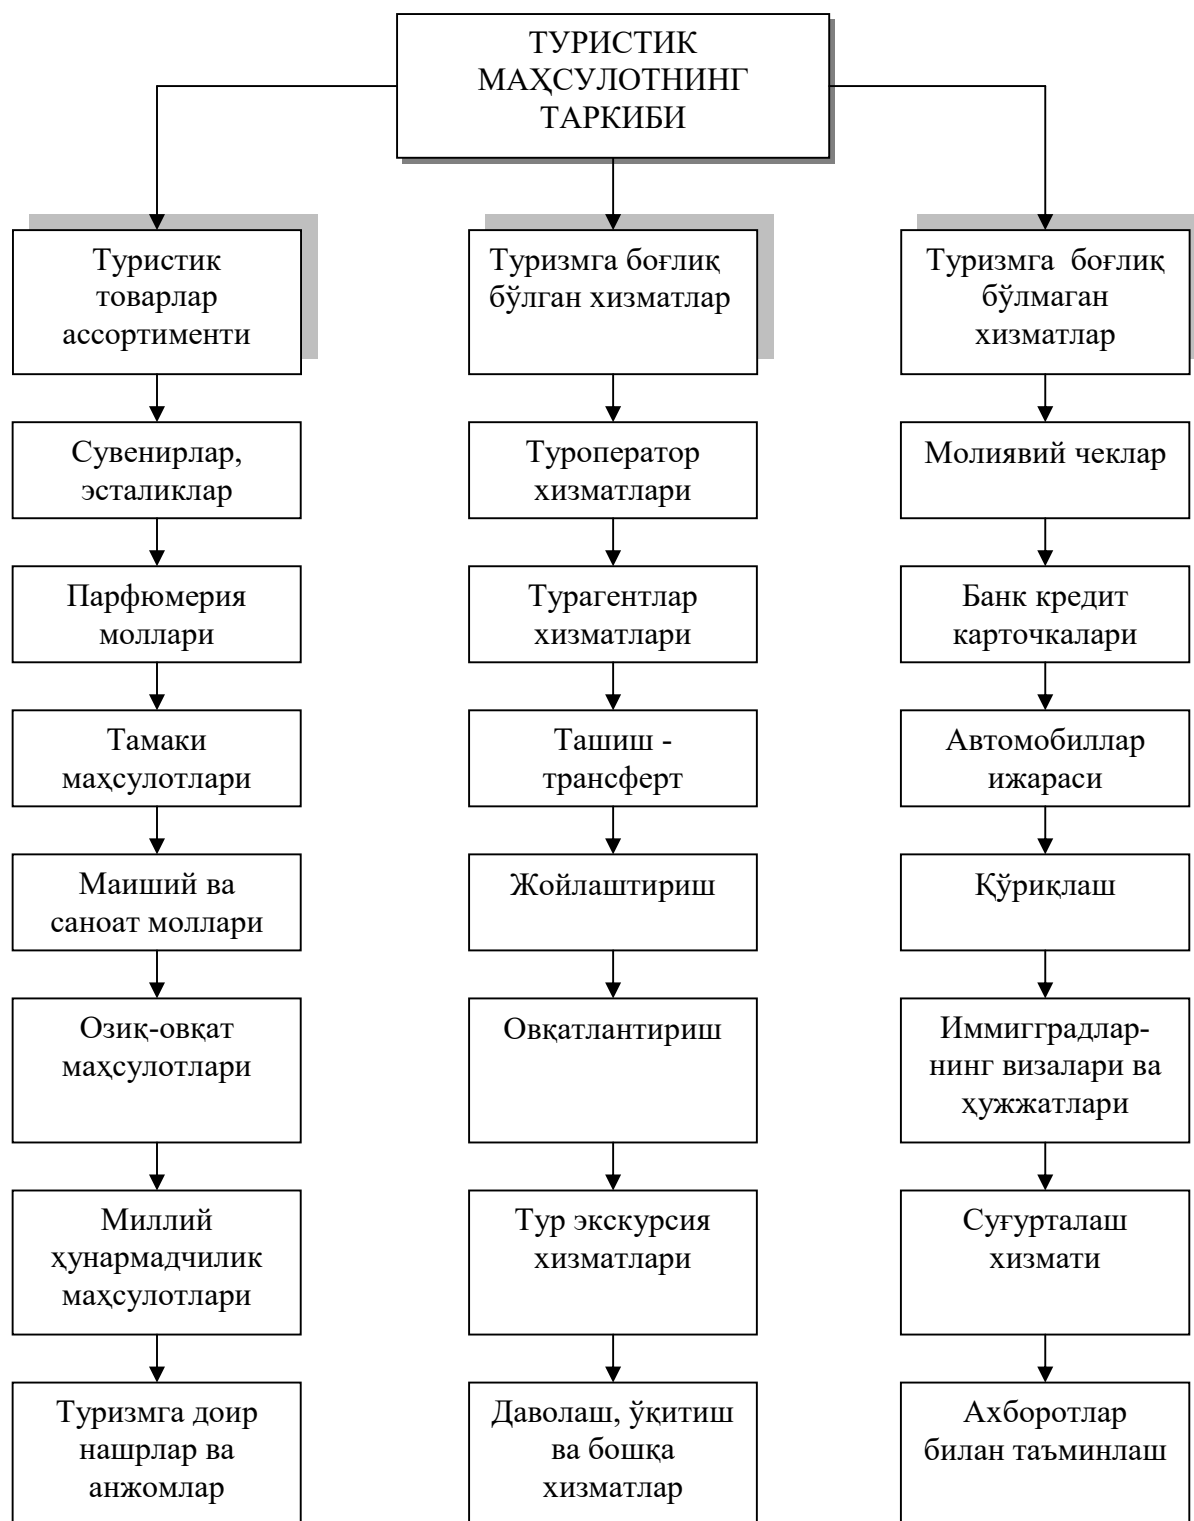 ТУРИСТИК
МАҲСУЛОТНИНГ
ТАРКИБИ
Туристик
товарлар
ассортименти
Сувенирлар,
эсталиклар
Парфюмерия
моллари
Тамаки
маҳсулотлари
Маиший ва
саноат моллари
Озиқ-овқат
маҳсулотлари
Миллий
ҳунармадчилик
маҳсулотлари
Туризмга доир
нашрлар ва
анжомлар
Туризмга боғлиқ
бўлган хизматлар
Туроператор
хизматлари
Турагентлар
хизматлари
Ташиш -
трансферт
Жойлаштириш
Овқатлантириш
Тур экскурсия
хизматлари
Даволаш, ўқитиш
ва бошқа
хизматлар
Туризмга  боғлиқ
бўлмаган
хизматлар
Молиявий чеклар
Банк кредит
карточкалари
Автомобиллар
ижараси
Қўриқлаш
Иммигградлар-
нинг визалари ва
ҳужжатлари
Суғурталаш
хизмати
Ахборотлар
билан таъминлаш